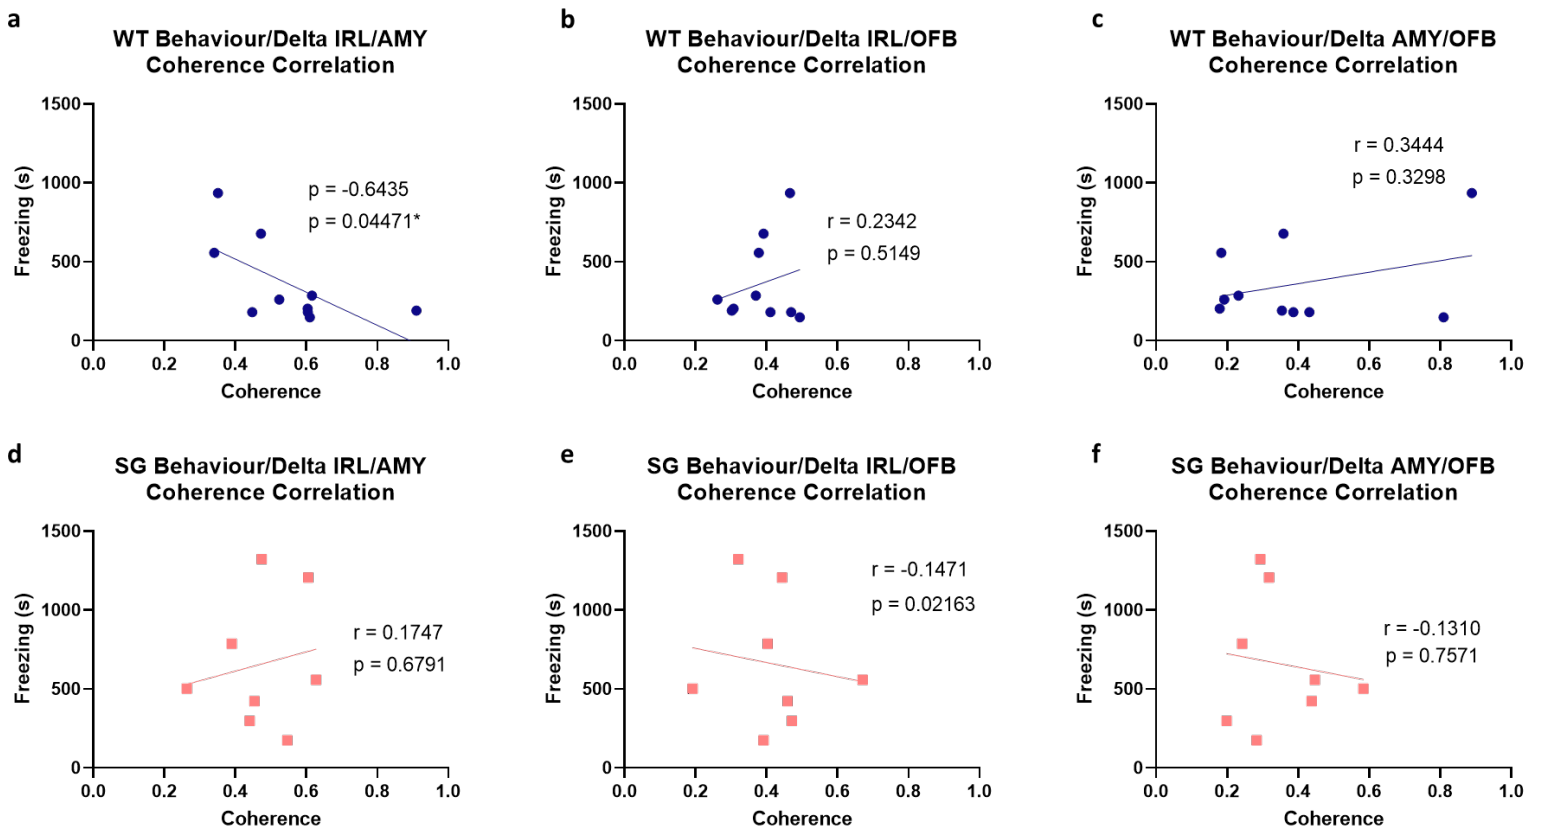 a
WT Behaviour/Delta IRL/AMY
Coherence Correlation
1500
1000
500
0
Freezing (s)
p = -0.6435
p = 0.04471*
0.0 0.2 0.4 0.6 0.8 1.0
Coherence
b
WT Behaviour/Delta IRL/OFB
Coherence Correlation
1500
1000
500
0
Freezing (s)
r = 0.2342
p = 0.5149
0.0 0.2 0.4 0.6 0.8 1.0
Coherence
c
WT Behaviour/Delta AMY/OFB
Coherence Correlation
1500
1000
500
0
Freezing (s)
r = 0.3444
p = 0.3298
0.0 0.2 0.4 0.6 0.8 1.0
Coherence
d
SG Behaviour/Delta IRL/AMY
Coherence Correlation
1500
1000
500
0
Freezing (s)
r = 0.1747
p = 0.6791
0.0 0.2 0.4 0.6 0.8 1.0
Coherence
e
SG Behaviour/Delta IRL/OFB
Coherence Correlation
1500
1000
500
0
Freezing (s)
r = -0.1471
p = 0.02163
0.0 0.2 0.4 0.6 0.8 1.0
Coherence
f
SG Behaviour/Delta AMY/OFB
Coherence Correlation
1500
1000
500
0
Freezing (s)
r = -0.1310
p = 0.7571
0.0 0.2 0.4 0.6 0.8 1.0
Coherence